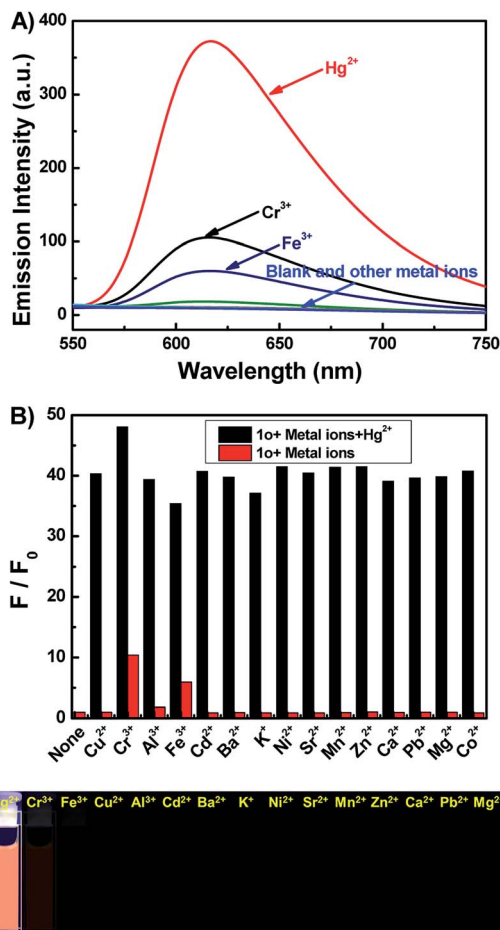 A)
400
300
200
100
0
Emission Intensity (a.u.)
Hg²⁺
Cr³⁺
Fe³⁺
Blank and other metal ions
550 600 650 700 750
Wavelength (nm)
B)
50
40
30
20
10
0
F / F₀
1o+ Metal ions+Hg²⁺
1o+ Metal ions
None Cu²⁺ Cr³⁺ Al³⁺ Fe³⁺ Cd²⁺ Ba²⁺ K⁺ Ni²⁺ Sr²⁺ Mn²⁺ Zn²⁺ Ca²⁺ Pb²⁺ Mg²⁺ Co²⁺
g²⁺ Cr³⁺ Fe³⁺ Cu²⁺ Al³⁺ Cd²⁺ Ba²⁺ K⁺ Ni²⁺ Sr²⁺ Mn²⁺ Zn²⁺ Ca²⁺ Pb²⁺ Mg²